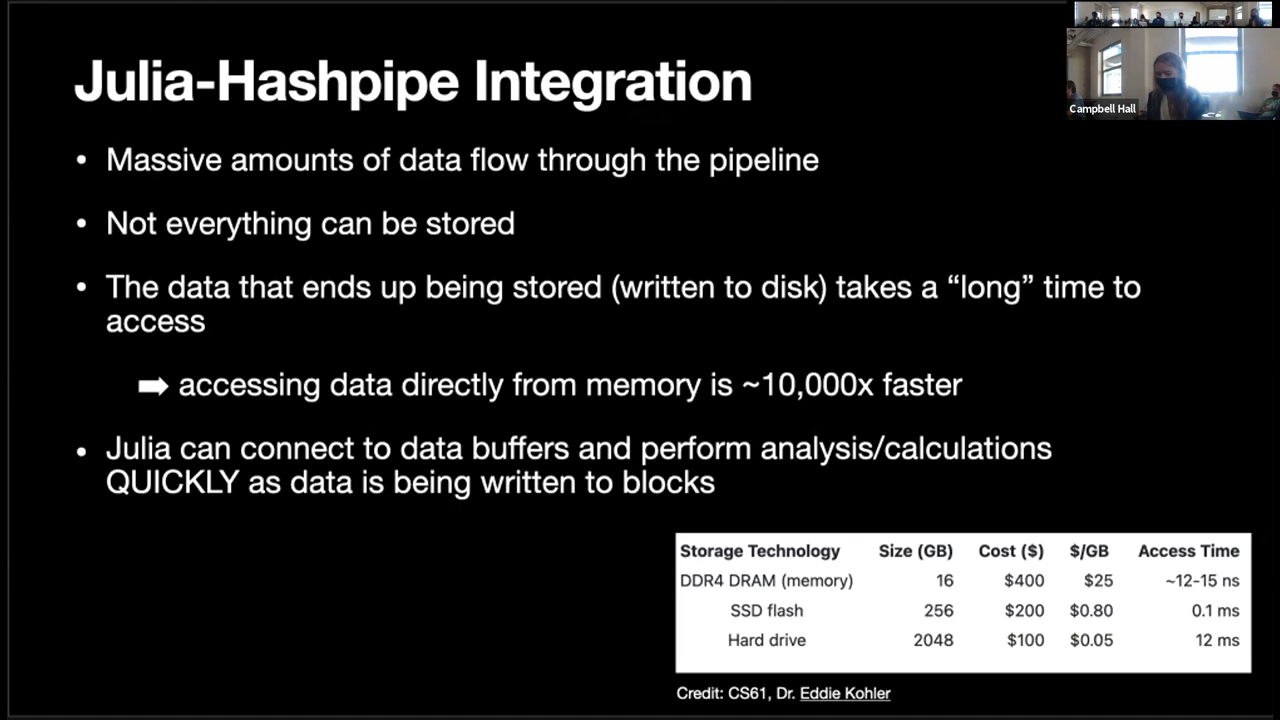 Julia-Hashpipe Integration
Campbell Hall
• Massive amounts of data flow through the pipeline
• Not everything can be stored
• The data that ends up being stored (written to disk) takes a “long” time to
access
➡ accessing data directly from memory is ~10,000x faster
• Julia can connect to data buffers and perform analysis/calculations
QUICKLY as data is being written to blocks
Storage Technology Size (GB) Cost ($) $/GB Access Time
DDR4 DRAM (memory) 16 $400 $25 ~12-15 ns
SSD flash 256 $200 $0.80 0.1 ms
Hard drive 2048 $100 $0.05 12 ms
Credit: CS61, Dr. Eddie Kohler